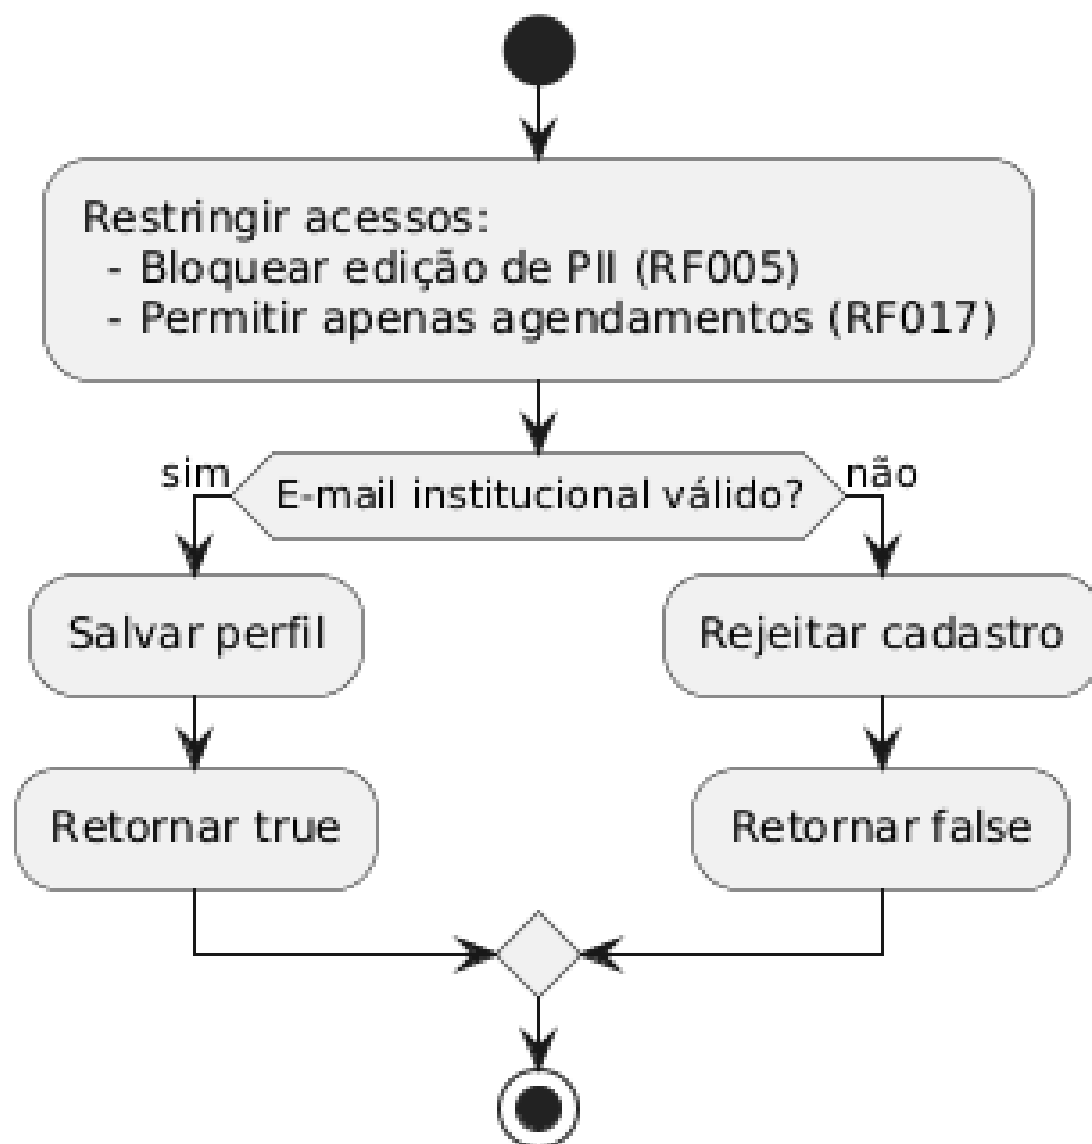 Restringir acessos:
- Bloquear edição de PII (RF005)
- Permitir apenas agendamentos (RF017)
sim
E-mail institucional válido?
não
Salvar perfil
Rejeitar cadastro
Retornar true
Retornar false